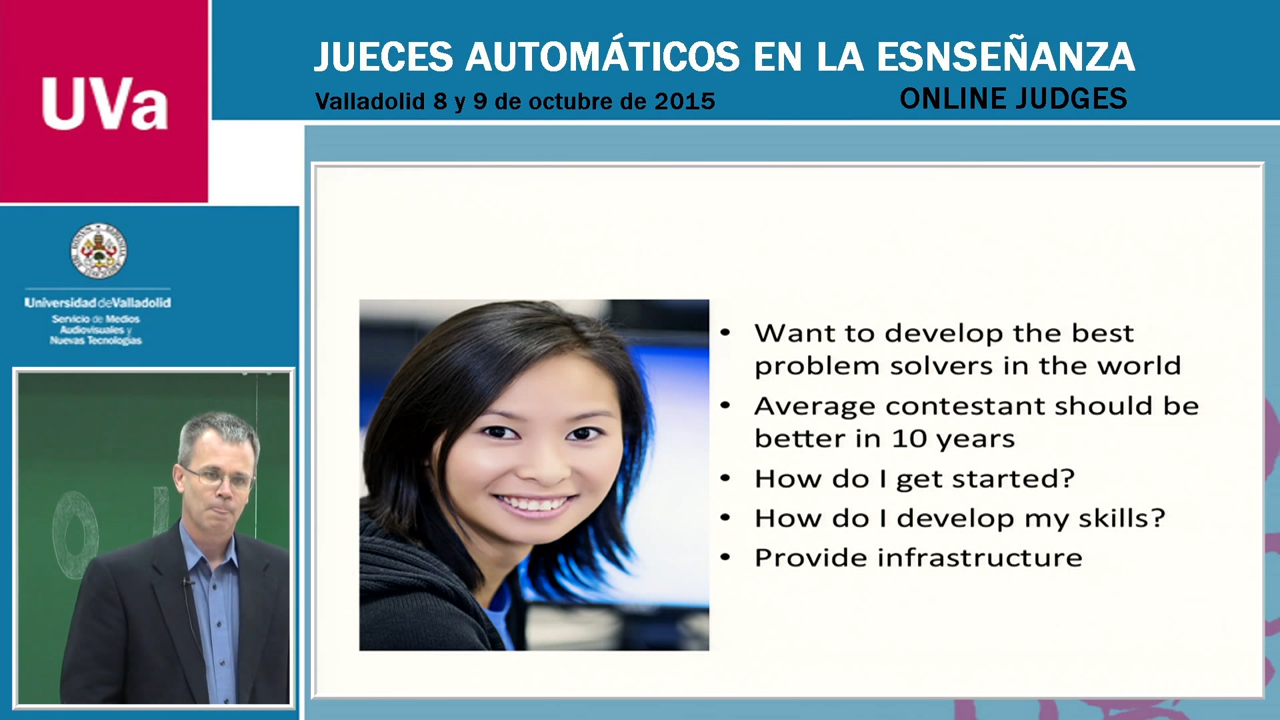 UVa
JUECES AUTOMÁTICOS EN LA ESNSEÑANZA
Valladolid 8 y 9 de octubre de 2015
ONLINE JUDGES
Universidad de Valladolid
Servicio de Medios
Audiovisuales y
Nuevas Tecnologías
• Want to develop the best
problem solvers in the world
• Average contestant should be
better in 10 years
• How do I get started?
• How do I develop my skills?
• Provide infrastructure